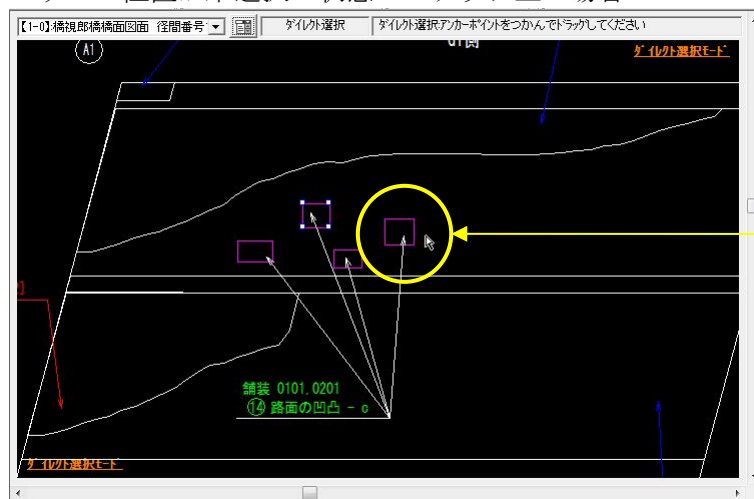 【1-0】:橋視郎橋橋面図面 径間番号 ダイレクト選択 ダイレクト選択アンカーポイントをつかんでドラッグしてください
A1
G1側
ダイレクト選択モード
舗装 0101,0201
⑭ 路面の凹凸 - c
ダイレクト選択モード